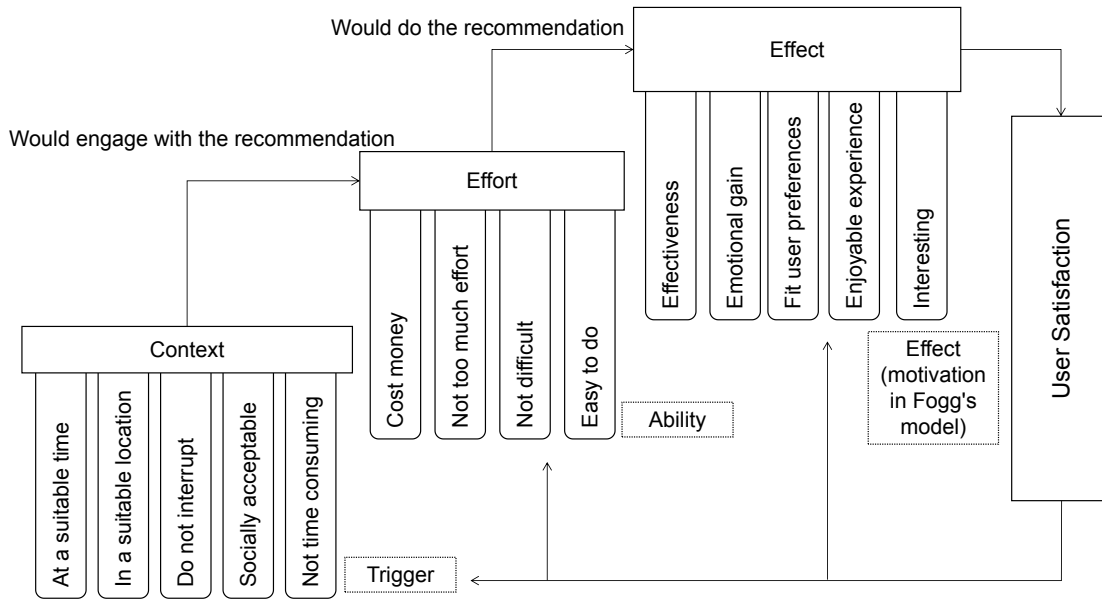 Would do the recommendation
Effect
Effectiveness
Emotional gain
Fit user preferences
Enjoyable experience
Interesting
Would engage with the recommendation
Effort
Cost money
Not too much effort
Not difficult
Easy to do
Context
At a suitable time
In a suitable location
Do not interrupt
Socially acceptable
Not time consuming
Trigger
Ability
Effect
(motivation
in Fogg's
model)
User Satisfaction